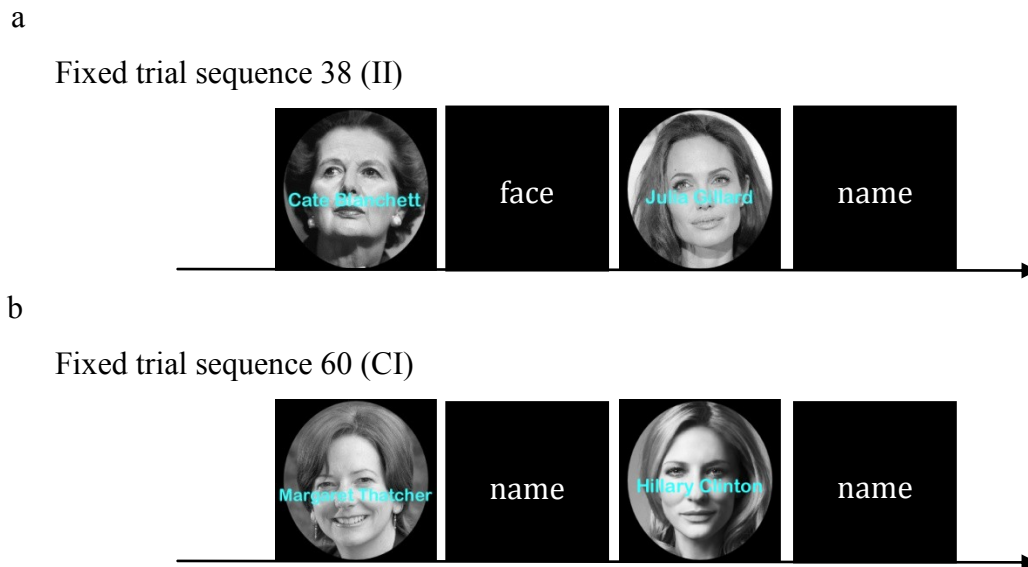 a
Fixed trial sequence 38 (II)
Cate Blanchett
face
Julia Gillard
name
b
Fixed trial sequence 60 (CI)
Margaret Thatcher
name
Hillary Clinton
name